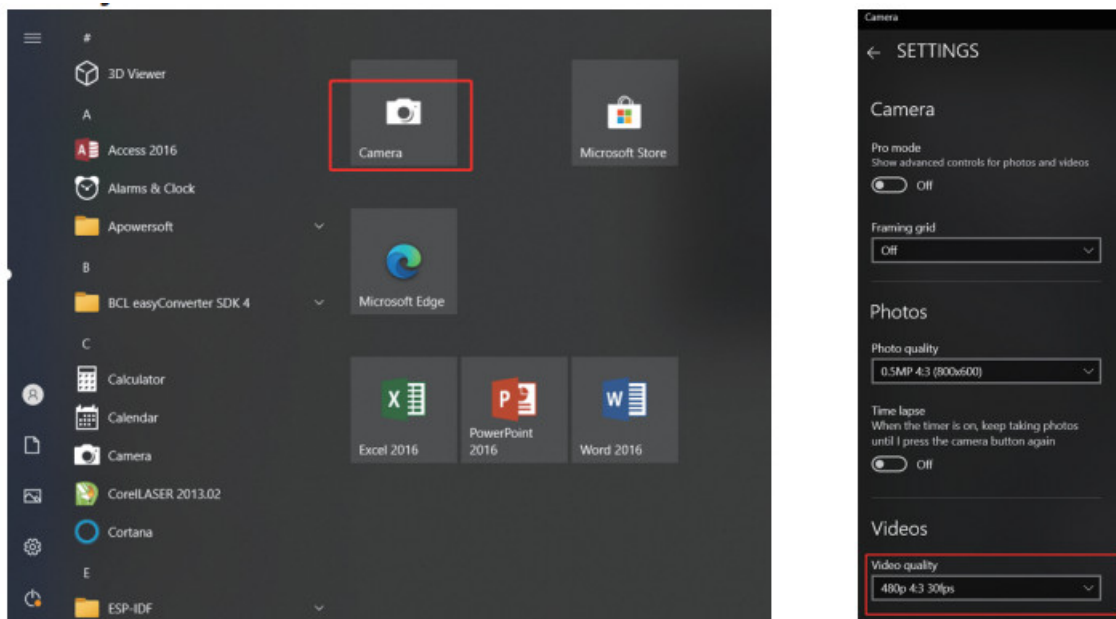 #
3D Viewer
A
Access 2016
Alarms & Clock
Apowersoft
B
BCL easyConverter SDK 4
C
Calculator
Calendar
Camera
CorelLASER 2013.02
Cortana
E
ESP-IDF
Camera
Microsoft Store
Microsoft Edge
Excel 2016
PowerPoint
2016
Word 2016
Camera
SETTINGS
Camera
Pro mode
Show advanced controls for photos and videos
Off
Framing grid
Off
Photos
Photo quality
0.5MP 4:3 (800x600)
Time lapse
When the timer is on, keep taking photos
until I press the camera button again
Off
Videos
Video quality
480p 4:3 30fps